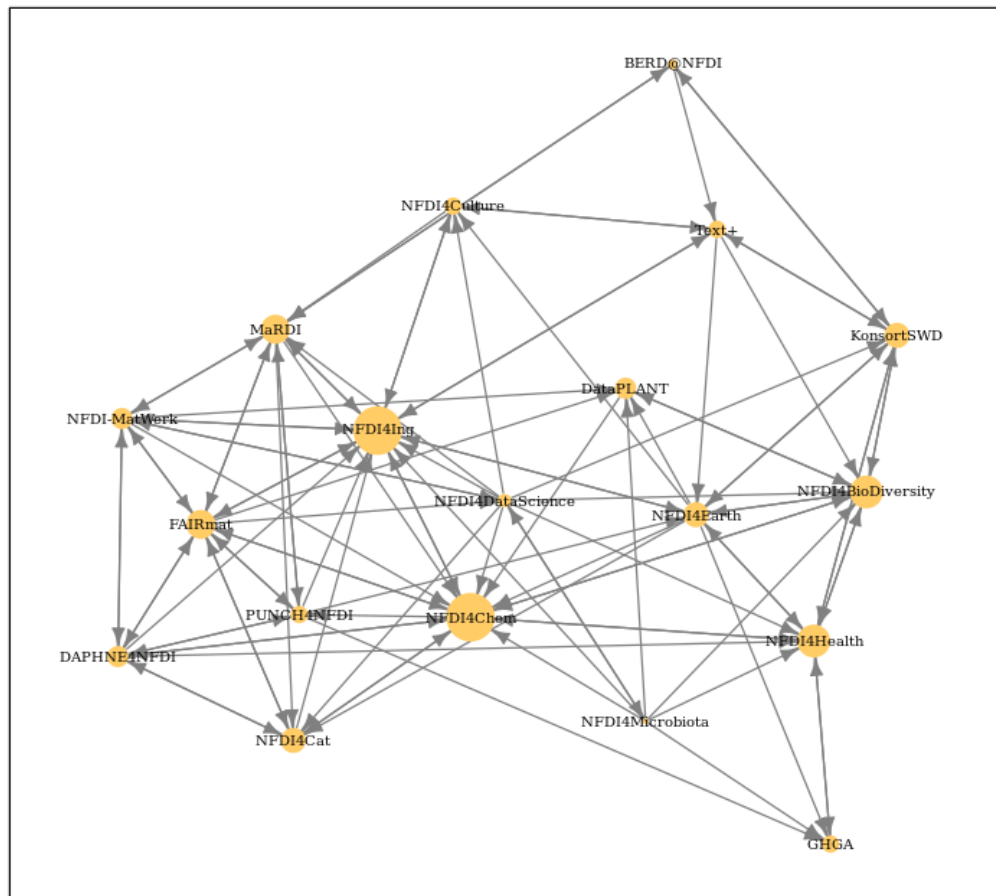 BERD@NFDI
NFDI4Culture
Text+
MaRDI
KonsortSWD
DataPLANT
NFDI-MatWerk
NFDI4Ing
NFDI4BioDiversity
NFDI4DataScience
NFDI4Earth
FAIRmat
PUNCH4NFDI
NFDI4Chem
NFDI4Health
DAPHNE4NFDI
NFDI4Microbiota
NFDI4Cat
GHGA